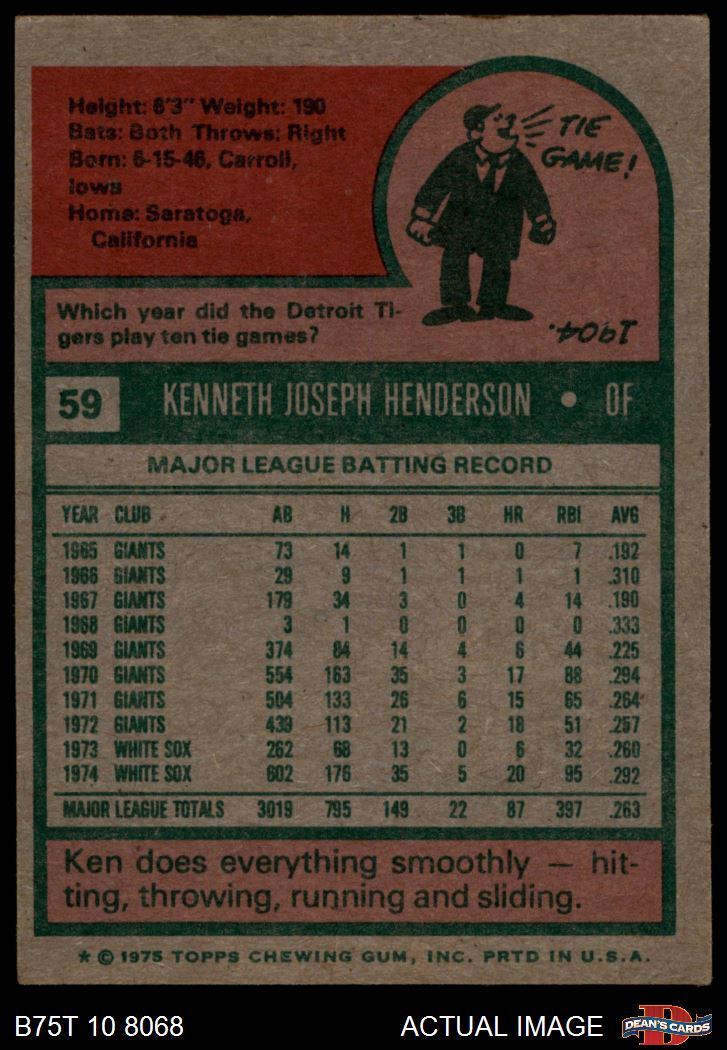 Height: 6'3" Weight: 190
Bats: Both Throws: Right
Born: 6-15-46, Carroll,
Iowa
Home: Saratoga,
California
TIE
GAME!
Which year did the Detroit Ti-
gers play ten tie games?
1904.
59 KENNETH JOSEPH HENDERSON • OF
MAJOR LEAGUE BATTING RECORD
YEAR CLUB AB H 2B 3B HR RBI AVG
1965 GIANTS 73 14 1 1 0 7 .192
1966 GIANTS 29 9 1 1 1 1 .310
1967 GIANTS 179 34 3 0 4 14 .190
1968 GIANTS 3 1 0 0 0 0 .333
1969 GIANTS 374 84 14 4 6 44 .225
1970 GIANTS 554 163 35 3 17 88 .294
1971 GIANTS 504 133 26 6 15 65 .264
1972 GIANTS 439 113 21 2 18 51 .257
1973 WHITE SOX 262 68 13 0 6 32 .260
1974 WHITE SOX 602 176 35 5 20 95 .292
MAJOR LEAGUE TOTALS 3019 795 149 22 87 397 .263
Ken does everything smoothly — hit-
ting, throwing, running and sliding.
* © 1975 TOPPS CHEWING GUM, INC. PRTD IN U.S.A.
B75T 10 8068 ACTUAL IMAGE
D
DEAN'S CARDS